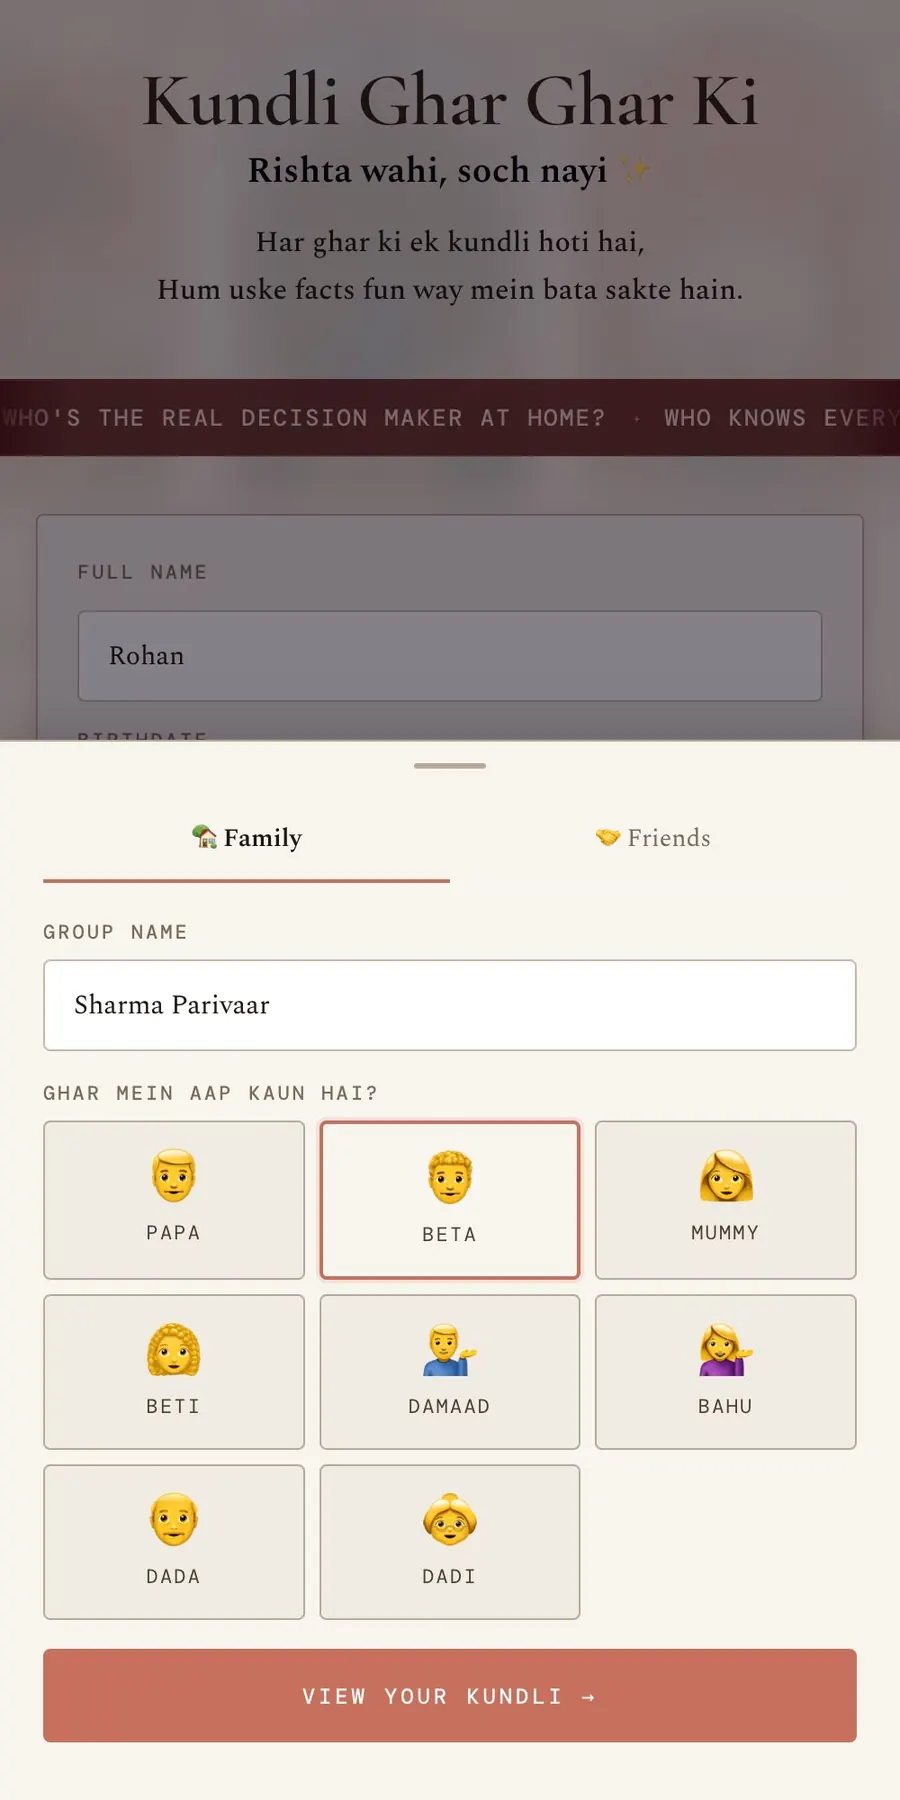 Kundli Ghar Ghar Ki
Rishta wahi, soch nayi ✨
Har ghar ki ek kundli hoti hai,
Hum uske facts fun way mein bata sakte hain.
WHO'S THE REAL DECISION MAKER AT HOME? · WHO KNOWS EVERY
FULL NAME
Rohan
BIRTHDATE
🏡 Family
🤝 Friends
GROUP NAME
Sharma Parivaar
GHAR MEIN AAP KAUN HAI?
PAPA
BETA
MUMMY
BETI
DAMAAD
BAHU
DADA
DADI
VIEW YOUR KUNDLI →